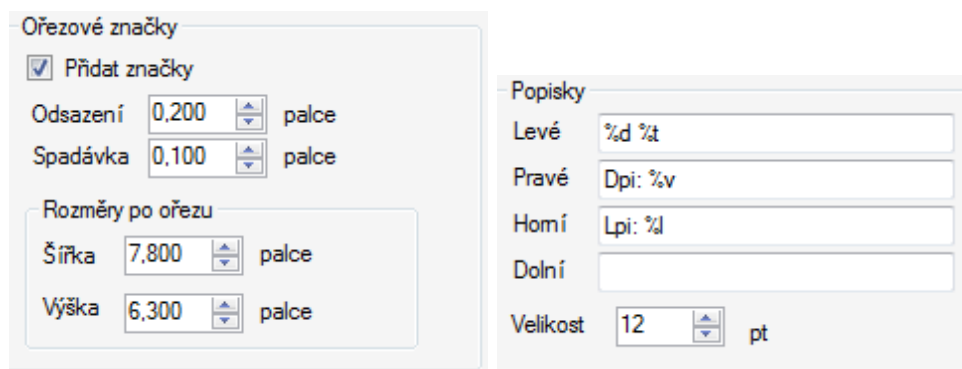 Ořezové značky
Přidat značky
Odsazení 0,200 palce
Spadávka 0,100 palce
Rozměry po ořezu
Šířka 7,800 palce
Výška 6,300 palce
Popisky
Levé %d %t
Pravé Dpi: %v
Horní Lpi: %l
Dolní
Velikost 12 pt